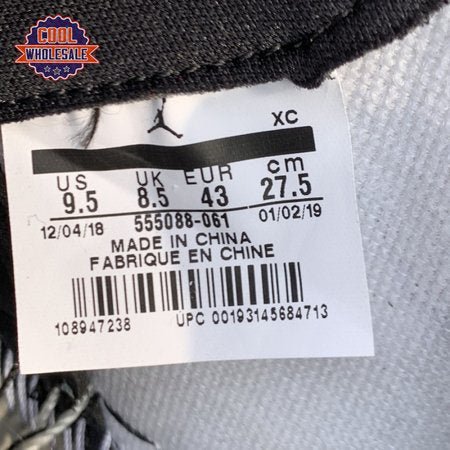 COOL
WHOLESALE
XC
US UK EUR cm
9.5 8.5 43 27.5
12/04/18 555088-061 01/02/19
MADE IN CHINA
FABRIQUE EN CHINE
108947238 UPC 00193145684713